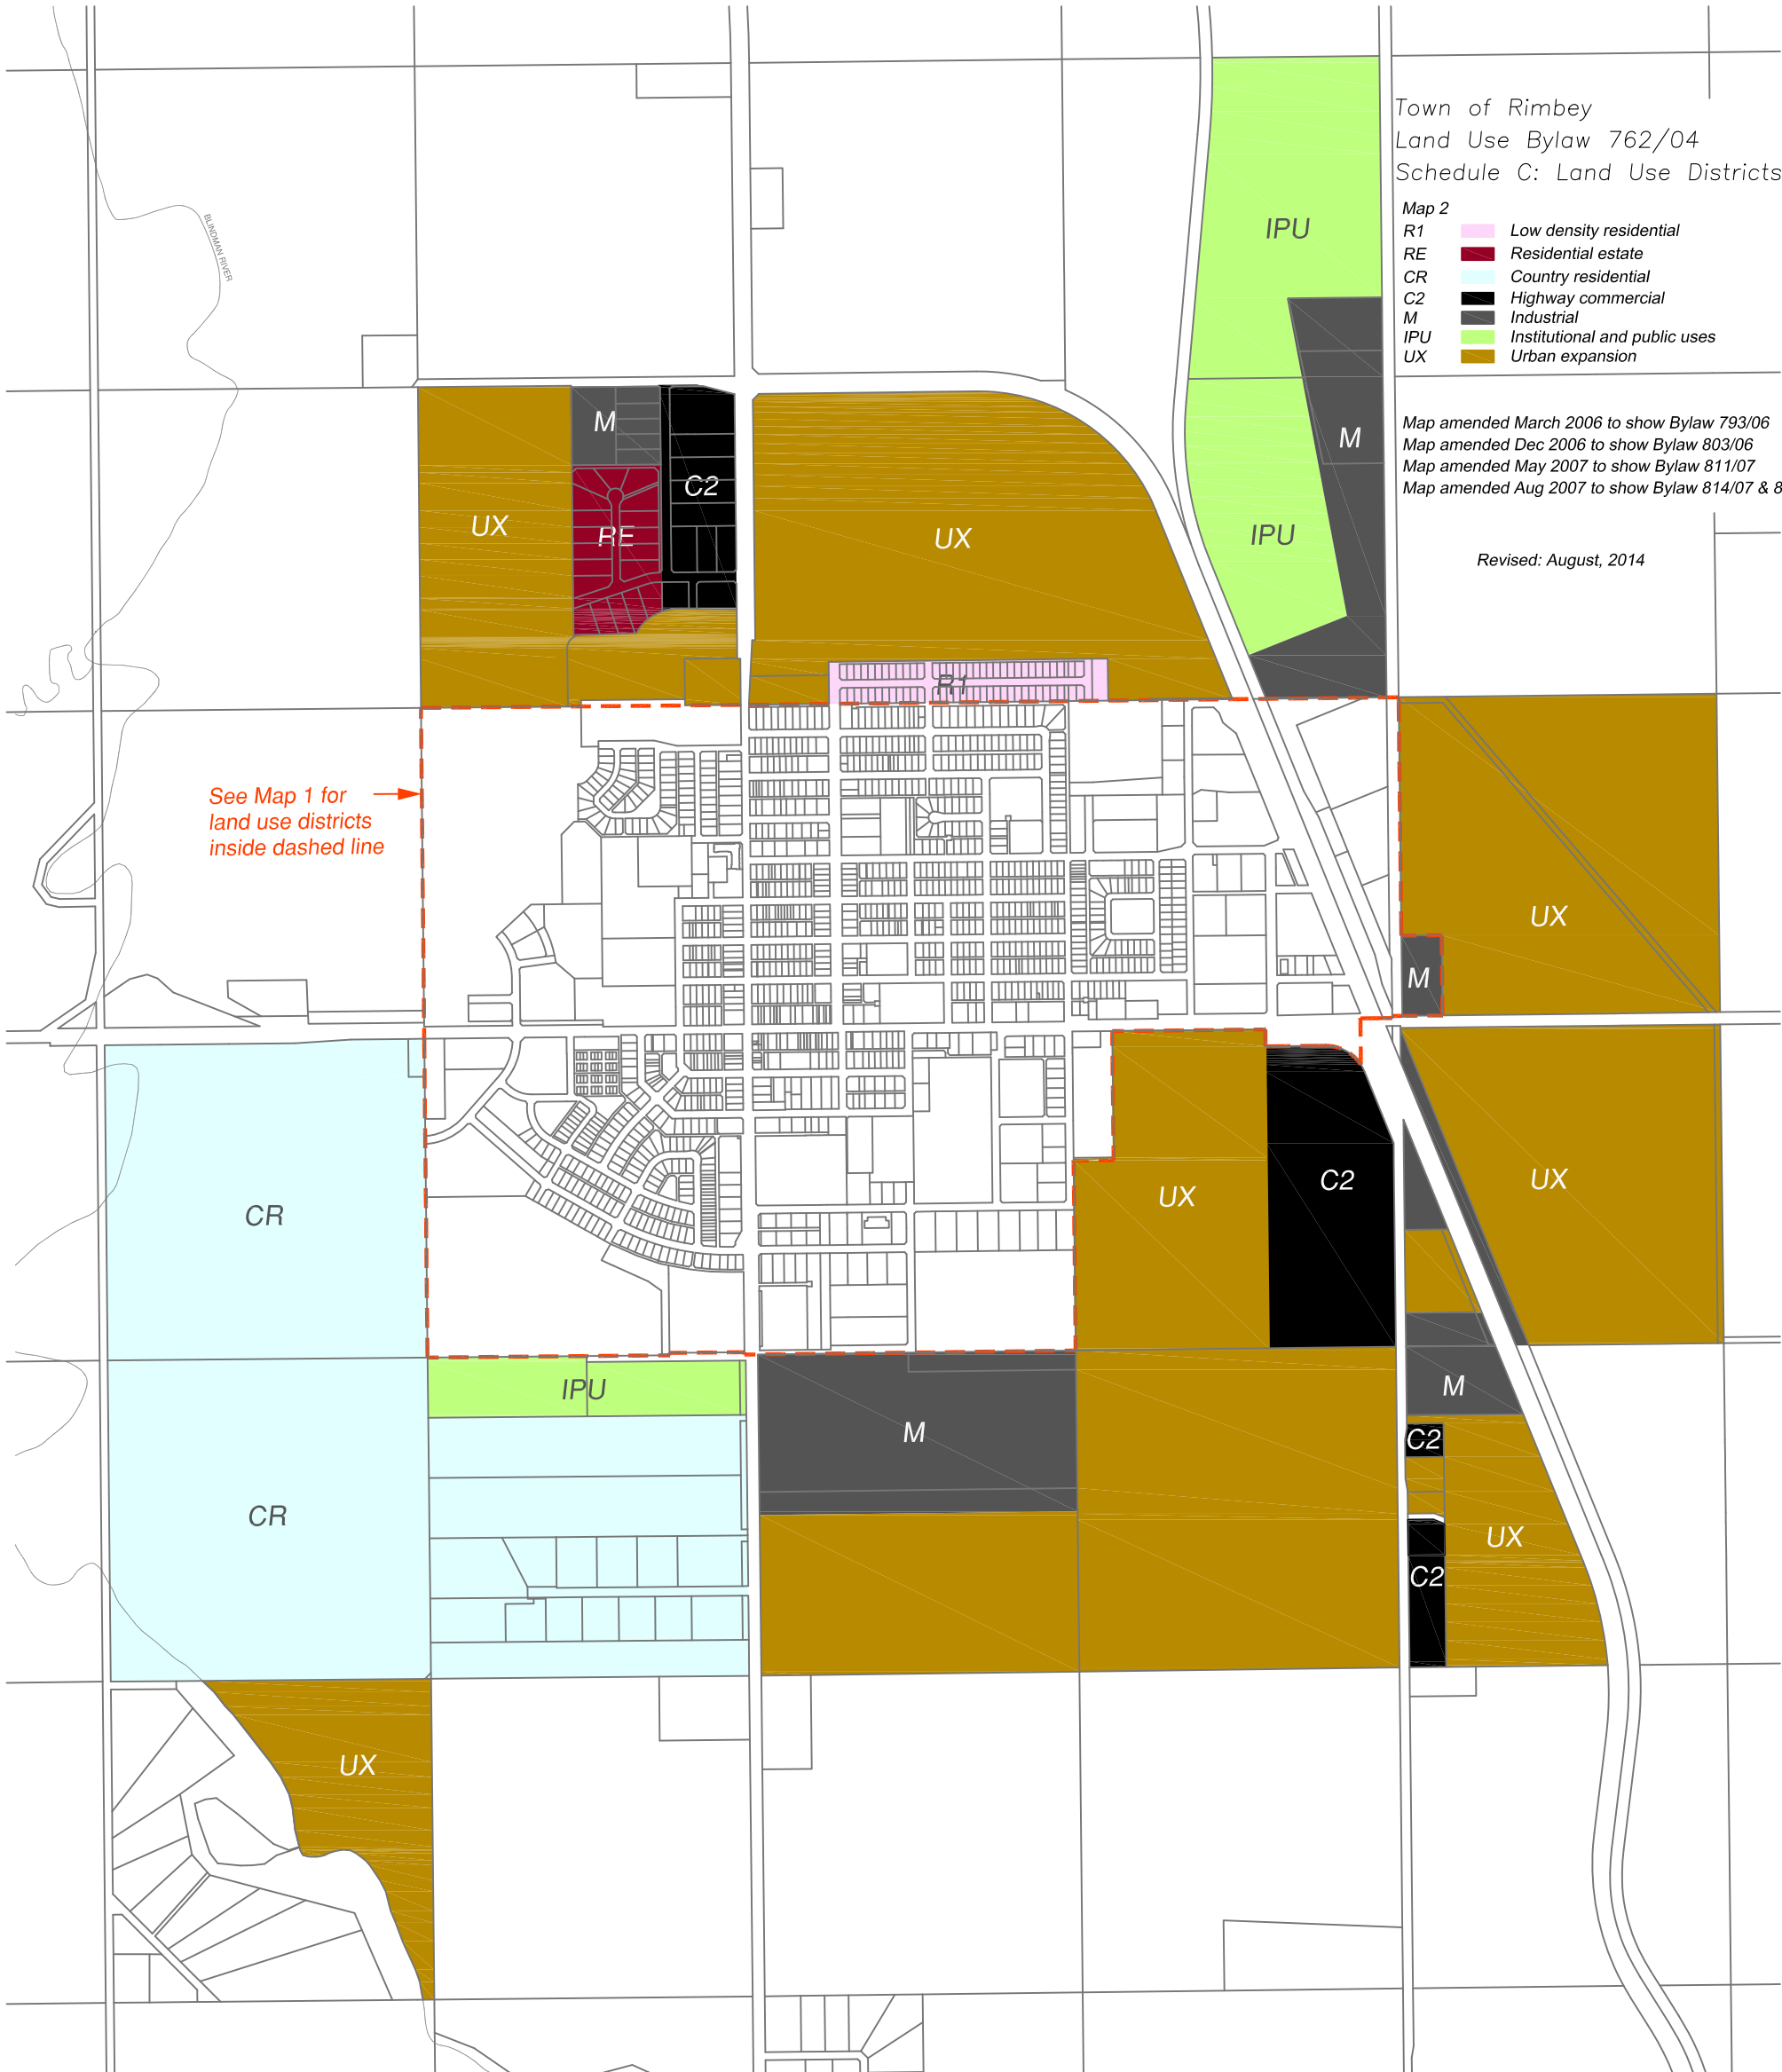 Town of Rimbey
Land Use Bylaw 762/04
Schedule C: Land Use Districts
Map 2
R1 Low density residential
RE Residential estate
CR Country residential
C2 Highway commercial
M Industrial
IPU Institutional and public uses
UX Urban expansion
Map amended March 2006 to show Bylaw 793/06
Map amended Dec 2006 to show Bylaw 803/06
Map amended May 2007 to show Bylaw 811/07
Map amended Aug 2007 to show Bylaw 814/07 & 8
Revised: August, 2014
BLINDMAN RIVER
IPU
M
M
C2
UX
RE
UX
IPU
R1
See Map 1 for
land use districts
inside dashed line
UX
M
CR
UX
C2
UX
IPU
M
M
C2
CR
UX
C2
UX